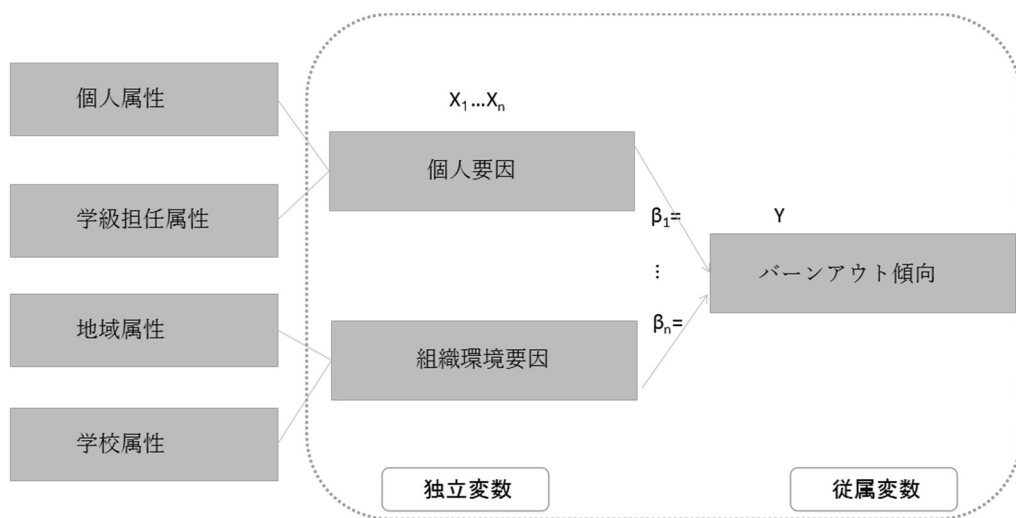 個人属性
学級担任属性
地域属性
学校属性
X₁...Xₙ
個人要因
組織環境要因
β₁=
⋮
βₙ=
Y
バーンアウト傾向
独立変数
従属変数